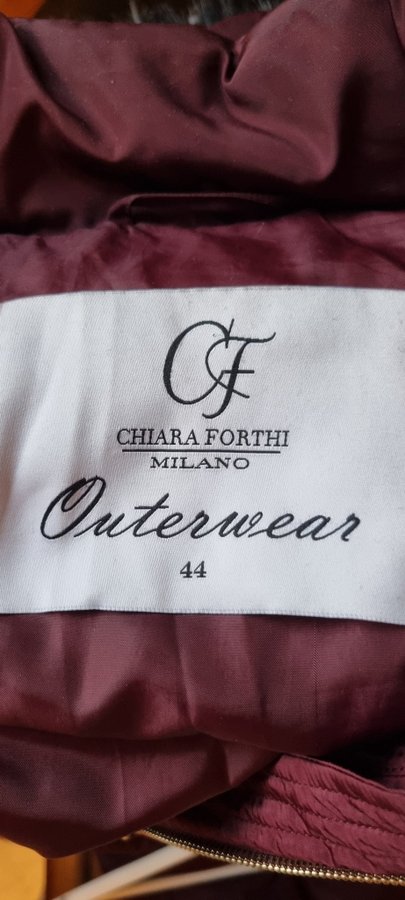 CF
CHIARA FORTHI
MILANO
Outerwear
44